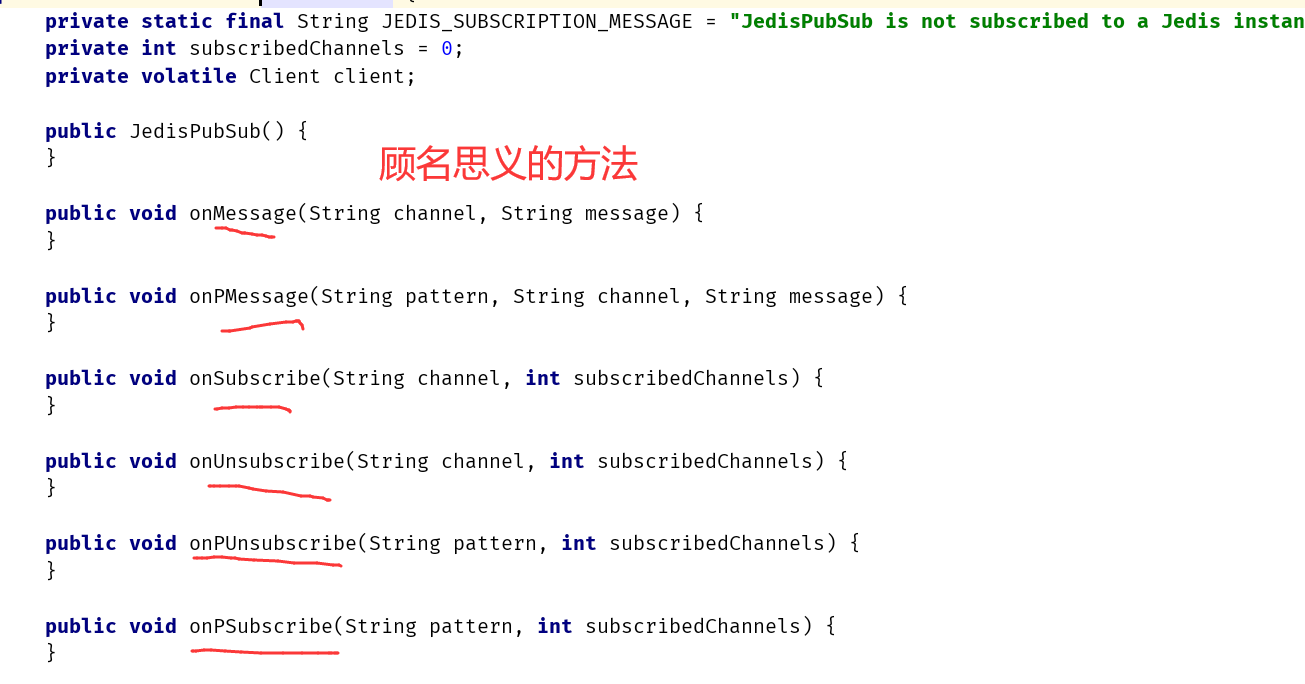 private static final String JEDIS_SUBSCRIPTION_MESSAGE = "JedisPubSub is not subscribed to a Jedis instan
private int subscribedChannels = 0;
private volatile Client client;
public JedisPubSub() {
}
顾名思义的方法
public void onMessage(String channel, String message) {
}
public void onPMessage(String pattern, String channel, String message) {
}
public void onSubscribe(String channel, int subscribedChannels) {
}
public void onUnsubscribe(String channel, int subscribedChannels) {
}
public void onPUnsubscribe(String pattern, int subscribedChannels) {
}
public void onPSubscribe(String pattern, int subscribedChannels) {
}